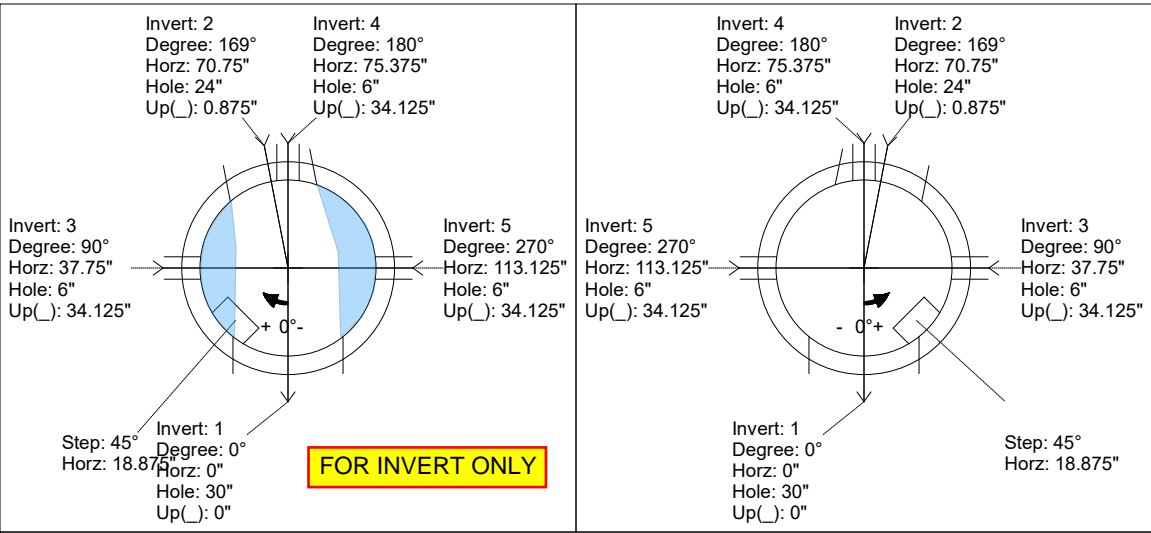 Invert: 2
Degree: 169°
Horz: 70.75"
Hole: 24"
Up(_): 0.875"
Invert: 4
Degree: 180°
Horz: 75.375"
Hole: 6"
Up(_): 34.125"
Invert: 3
Degree: 90°
Horz: 37.75"
Hole: 6"
Up(_): 34.125"
Invert: 5
Degree: 270°
Horz: 113.125"
Hole: 6"
Up(_): 34.125"
+ 0°-
Step: 45°
Horz: 18.875"
Invert: 1
Degree: 0°
Horz: 0"
Hole: 30"
Up(_): 0"
FOR INVERT ONLY
Invert: 4
Degree: 180°
Horz: 75.375"
Hole: 6"
Up(_): 34.125"
Invert: 2
Degree: 169°
Horz: 70.75"
Hole: 24"
Up(_): 0.875"
Invert: 5
Degree: 270°
Horz: 113.125"
Hole: 6"
Up(_): 34.125"
Invert: 3
Degree: 90°
Horz: 37.75"
Hole: 6"
Up(_): 34.125"
- 0°+
Invert: 1
Degree: 0°
Horz: 0"
Hole: 30"
Up(_): 0"
Step: 45°
Horz: 18.875"